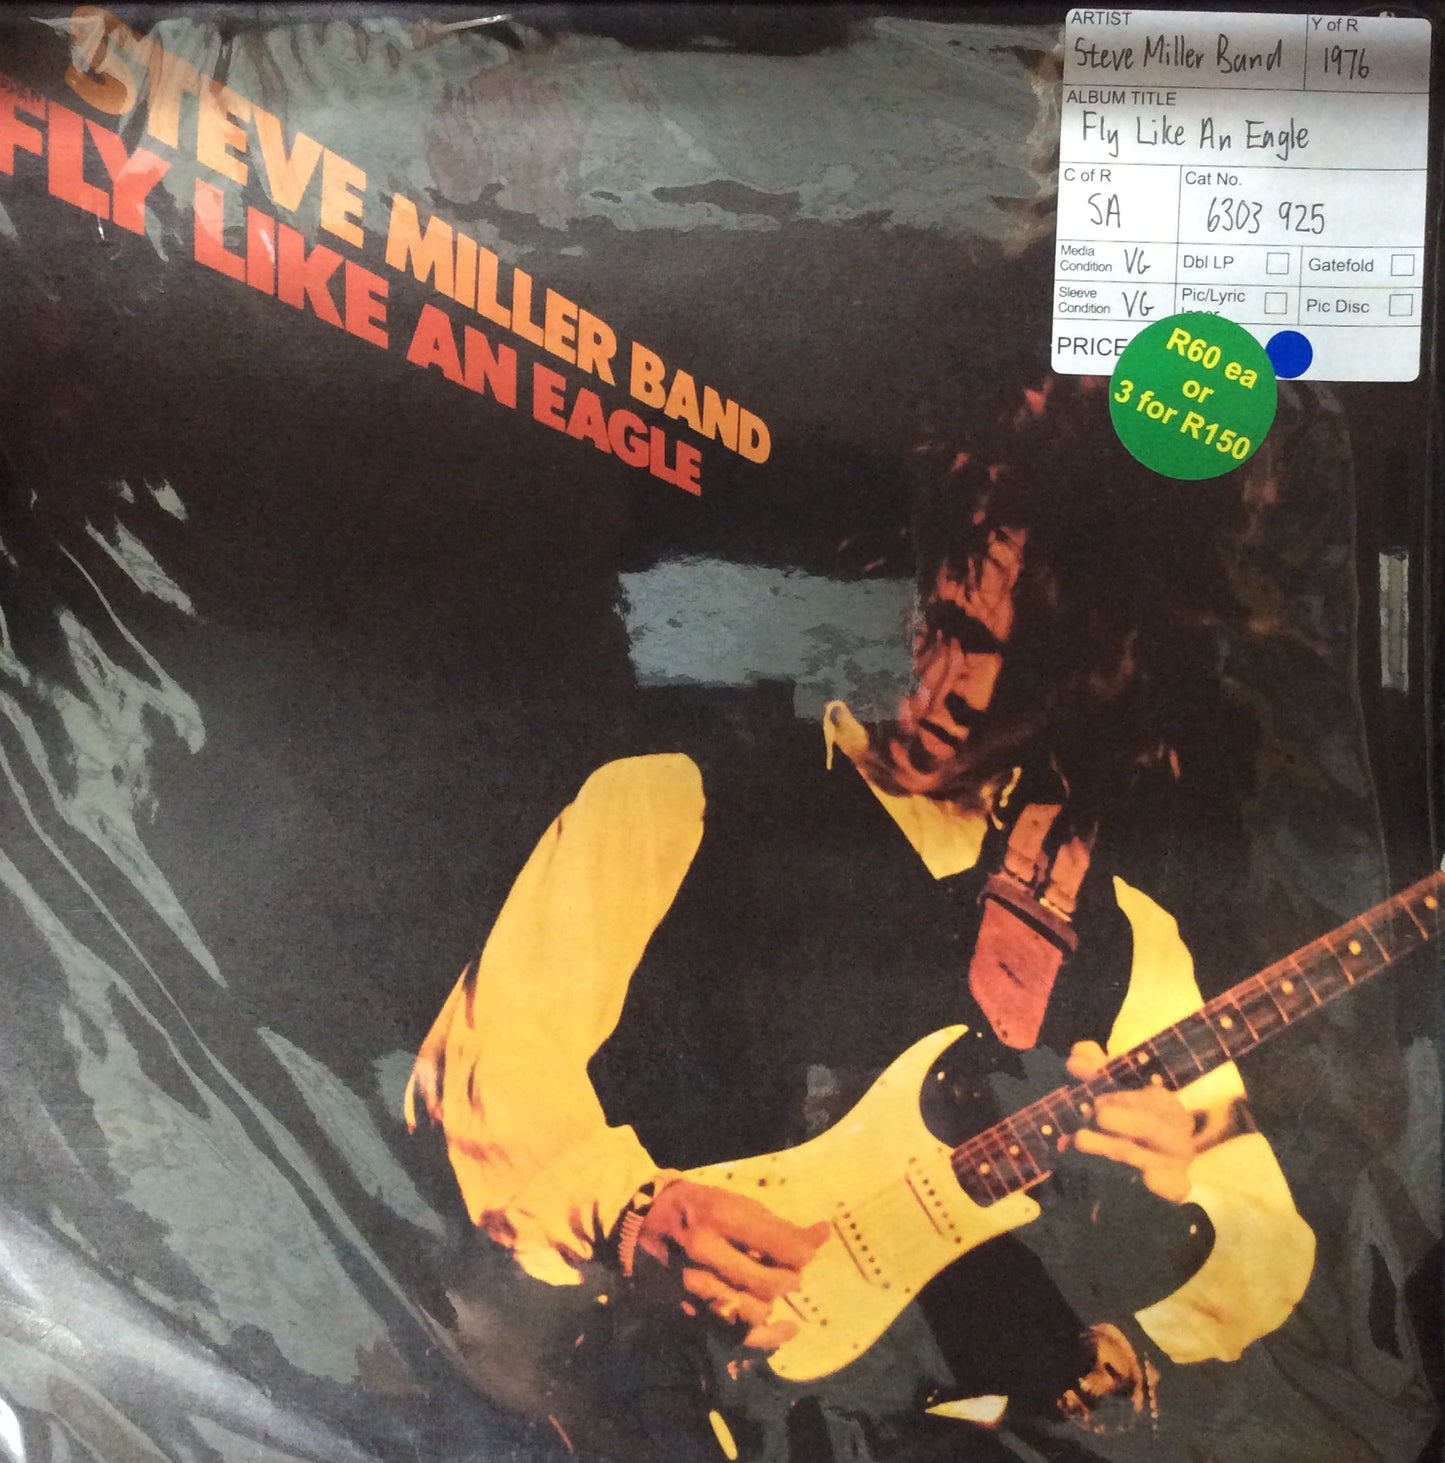 STEVE MILLER BAND
FLY LIKE AN EAGLE
ARTIST
Steve Miller Band
Y of R
1976
ALBUM TITLE
Fly Like An Eagle
C of R
SA
Cat No.
6303 925
Media
Condition VG
Dbl LP
Gatefold
Sleeve
Condition VG
Pic/Lyric
Pic Disc
PRICE
R60 ea
or
3 for R150